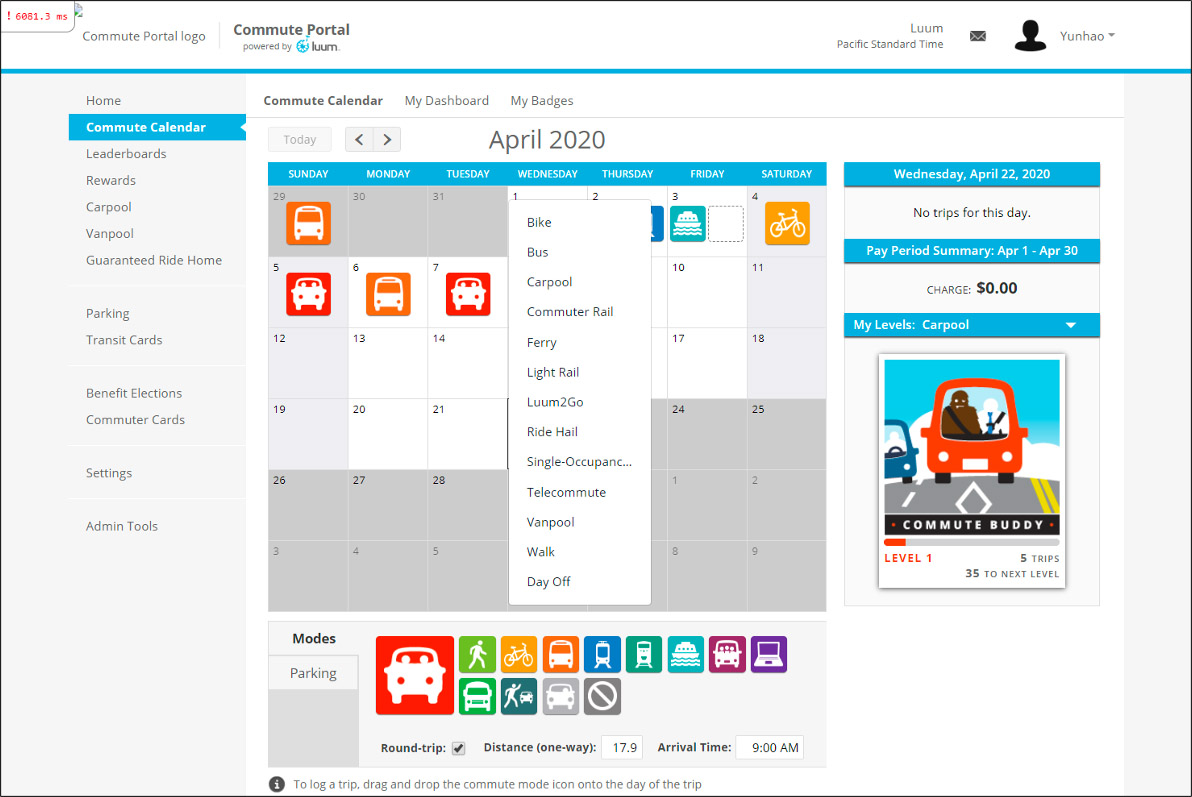 ! 6081.3 ms
Commute Portal logo
Commute Portal
powered by luum.
Luum
Pacific Standard Time
Yunhao
Home
Commute Calendar
Leaderboards
Rewards
Carpool
Vanpool
Guaranteed Ride Home
Parking
Transit Cards
Benefit Elections
Commuter Cards
Settings
Admin Tools
Commute Calendar My Dashboard My Badges
Today < > April 2020
SUNDAY MONDAY TUESDAY WEDNESDAY THURSDAY FRIDAY SATURDAY
29 30 31 1 2 3 4
5 6 7 10 11
12 13 14 17 18
19 20 21 24 25
26 27 28 1 2
3 4 5 8 9
Bike
Bus
Carpool
Commuter Rail
Ferry
Light Rail
Luum2Go
Ride Hail
Single-Occupanc...
Telecommute
Vanpool
Walk
Day Off
Wednesday, April 22, 2020
No trips for this day.
Pay Period Summary: Apr 1 - Apr 30
CHARGE: $0.00
My Levels: Carpool
• COMMUTE BUDDY •
LEVEL 1 5 TRIPS
35 TO NEXT LEVEL
Modes
Parking
Round-trip: Distance (one-way): 17.9 Arrival Time: 9:00 AM
i To log a trip, drag and drop the commute mode icon onto the day of the trip